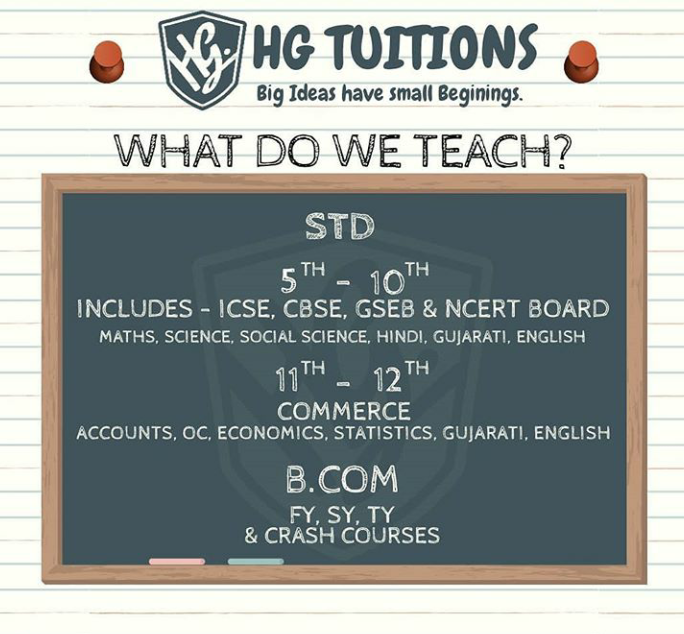 HG.
HG TUITIONS
Big Ideas have small Beginings.
WHAT DO WE TEACH?
STD
5TH - 10TH
INCLUDES - ICSE, CBSE, GSEB & NCERT BOARD
MATHS, SCIENCE, SOCIAL SCIENCE, HINDI, GUJARATI, ENGLISH
11TH - 12TH
COMMERCE
ACCOUNTS, OC, ECONOMICS, STATISTICS, GUJARATI, ENGLISH
B.COM
FY, SY, TY
& CRASH COURSES